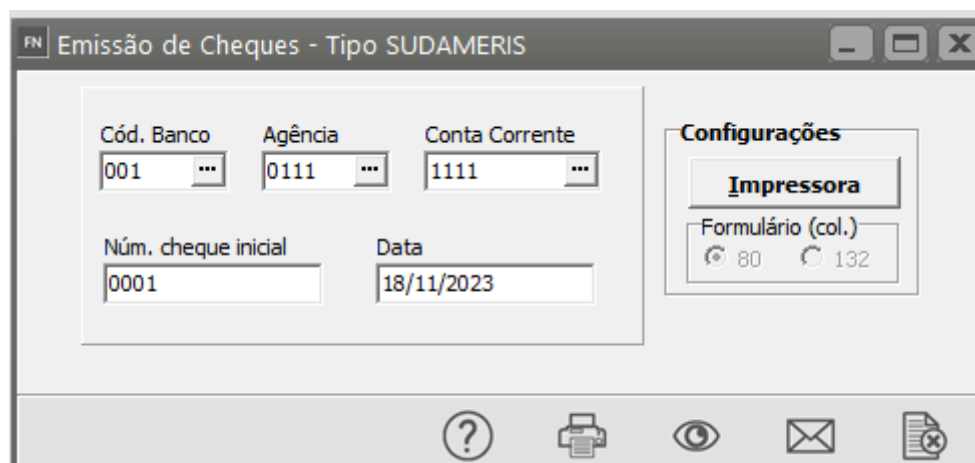 FN Emissão de Cheques - Tipo SUDAMERIS
Cód. Banco Agência Conta Corrente
001 ... 0111 ... 1111 ...
Núm. cheque inicial Data
0001 18/11/2023
Configurações
Impressora
Formulário (col.)
80 132